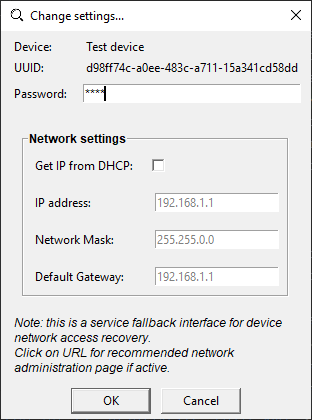 Change settings...
Device: Test device
UUID: d98ff74c-a0ee-483c-a711-15a341cd58dd
Password: ****
Network settings
Get IP from DHCP:
IP address: 192.168.1.1
Network Mask: 255.255.0.0
Default Gateway: 192.168.1.1
Note: this is a service fallback interface for device
network access recovery.
Click on URL for recommended network
administration page if active.
OK Cancel